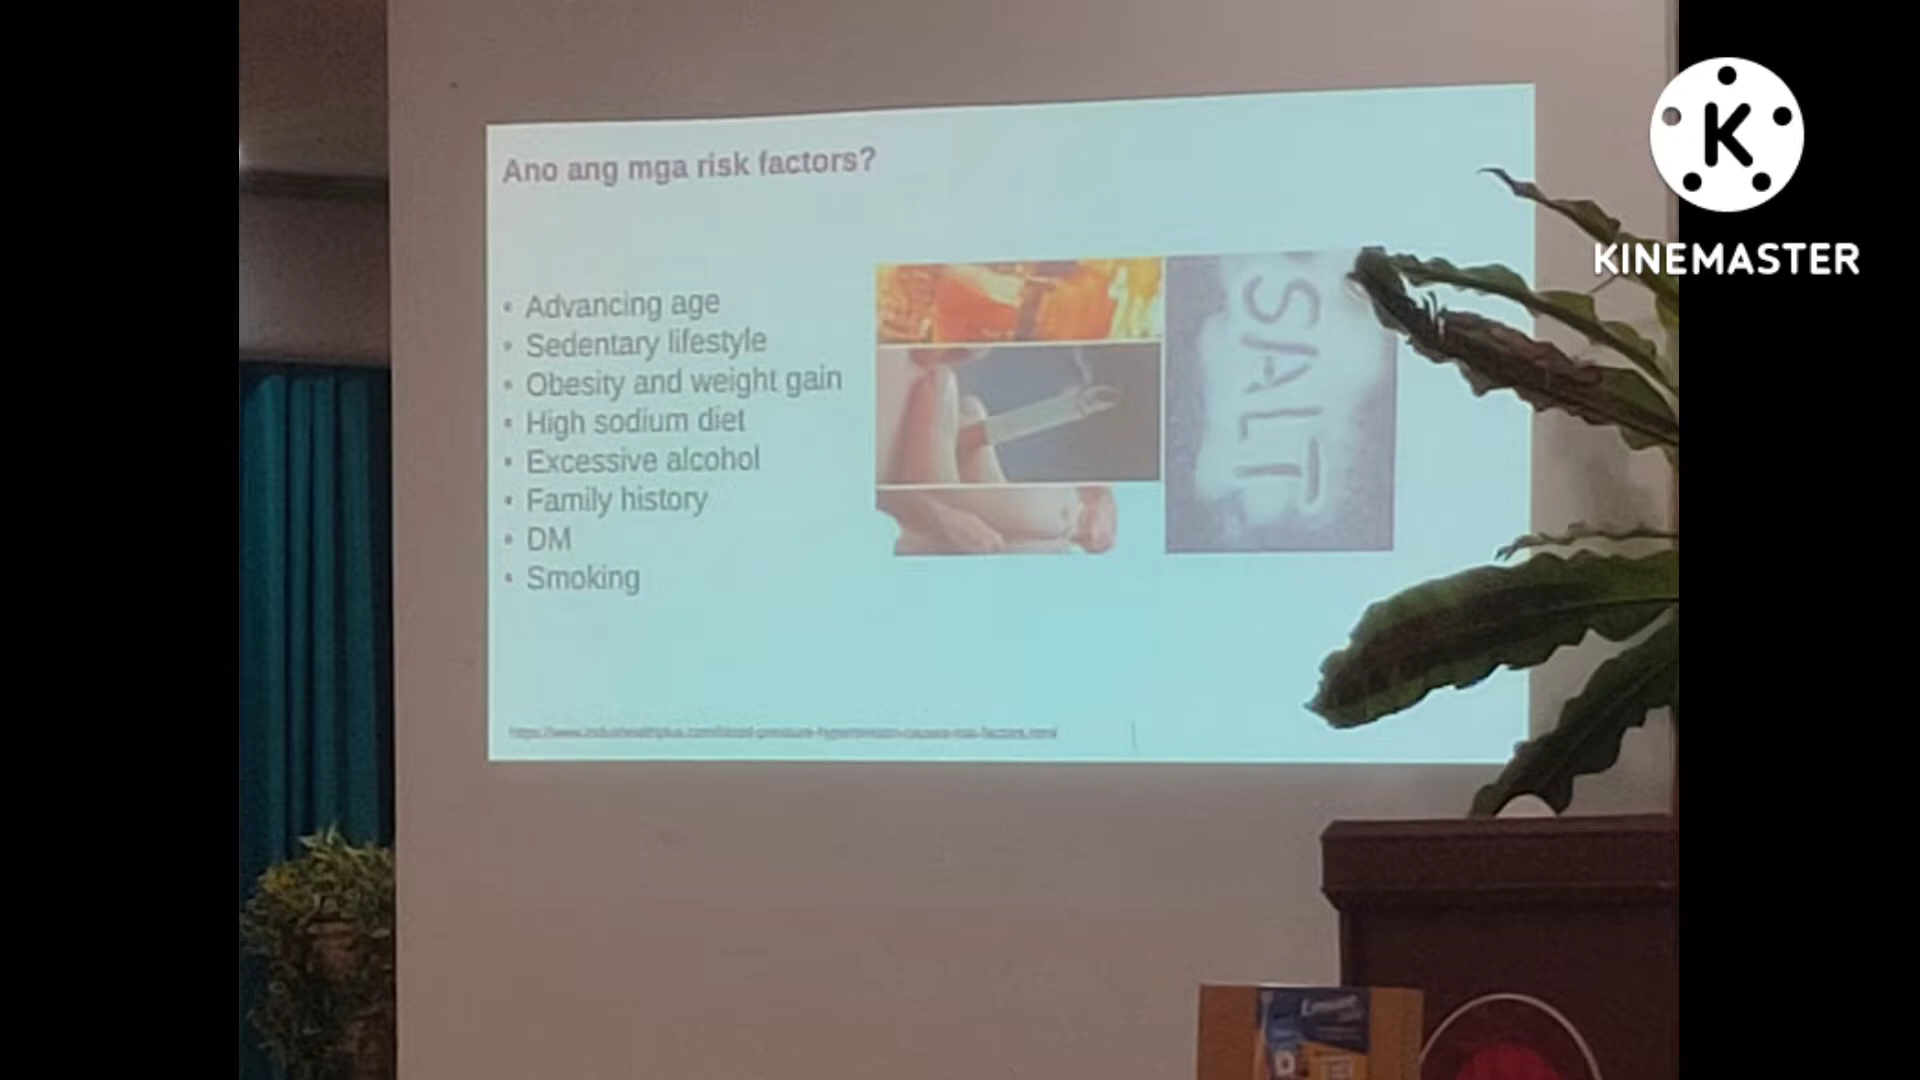 Ano ang mga risk factors?
• Advancing age
• Sedentary lifestyle
• Obesity and weight gain
• High sodium diet
• Excessive alcohol
• Family history
• DM
• Smoking
SALT
K
KINEMASTER